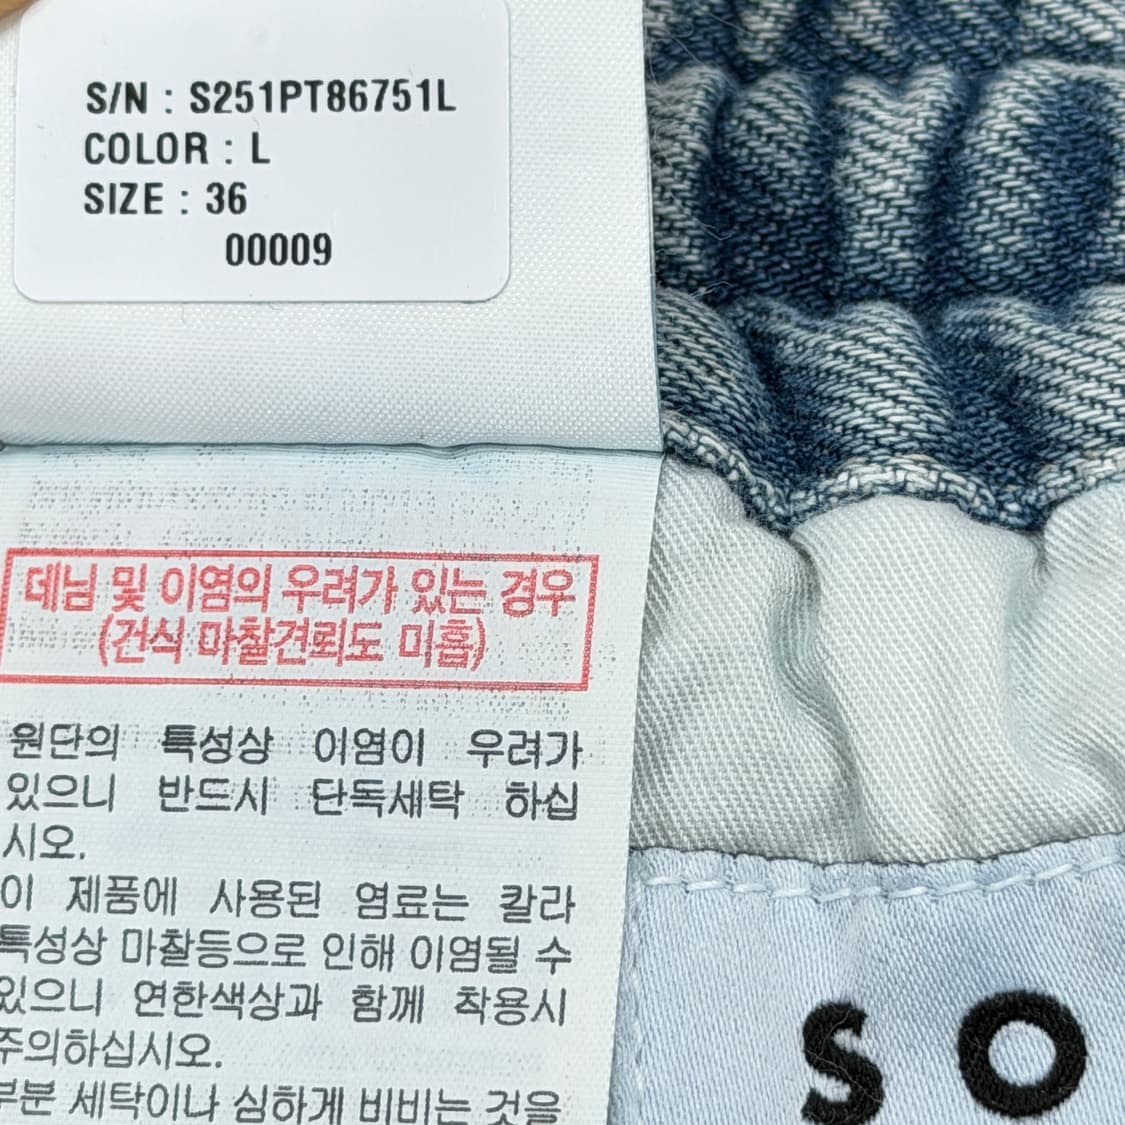 S/N : S251PT86751L
COLOR : L
SIZE : 36
00009
데님 및 이염의 우려가 있는 경우
(건식 마찰견뢰도 미흡)
원단의 특성상 이염이 우려가
있으니 반드시 단독세탁 하십
시오.
이 제품에 사용된 염료는 칼라
특성상 마찰등으로 인해 이염될 수
있으니 연한색상과 함께 착용시
주의하십시오.
부분 세탁이나 심하게 비비는 것을
SO